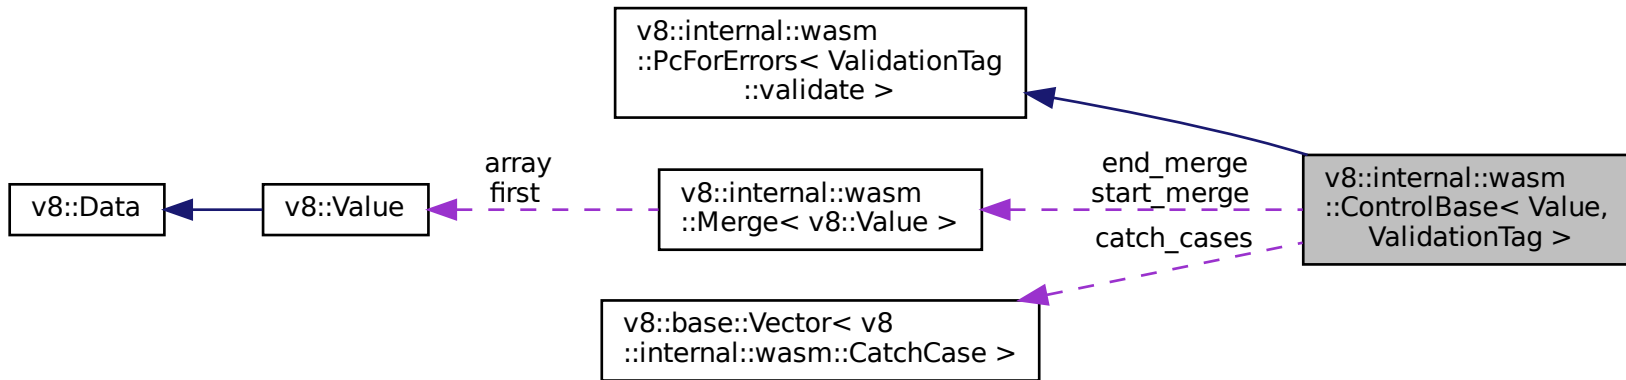 v8::internal::wasm
::PcForErrors< ValidationTag
::validate >
v8::Data
v8::Value
array
first
v8::internal::wasm
::Merge< v8::Value >
end_merge
start_merge
catch_cases
v8::internal::wasm
::ControlBase< Value,
ValidationTag >
v8::base::Vector< v8
::internal::wasm::CatchCase >